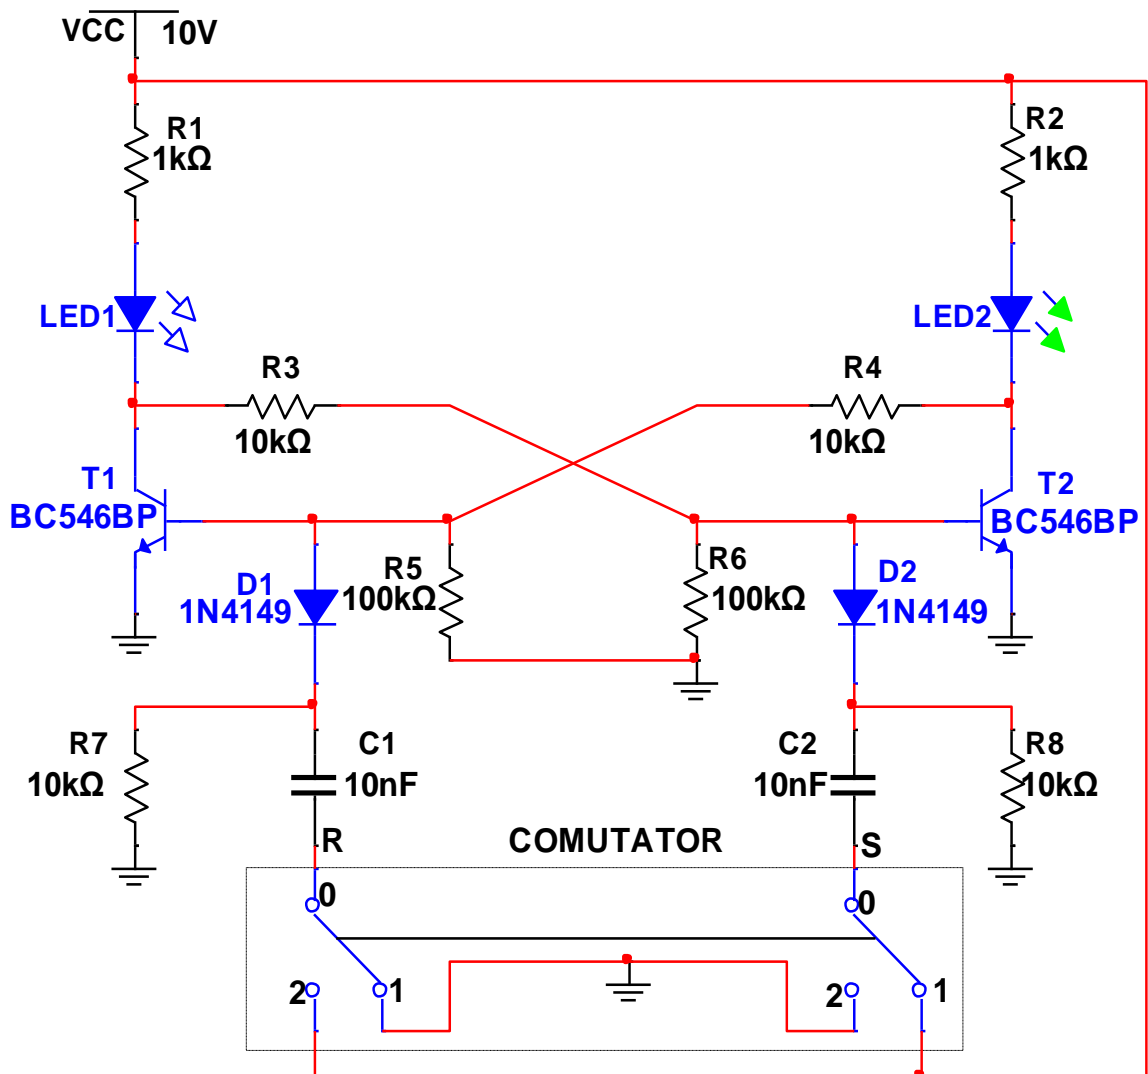 VCC 10V
R1
1kΩ
R2
1kΩ
LED1
LED2
R3
10kΩ
R4
10kΩ
T1
BC546BP
T2
BC546BP
D1
1N4149
R5
100kΩ
R6
100kΩ
D2
1N4149
R7
10kΩ
C1
10nF
C2
10nF
R8
10kΩ
R
COMUTATOR
S
0
0
2
1
2
1